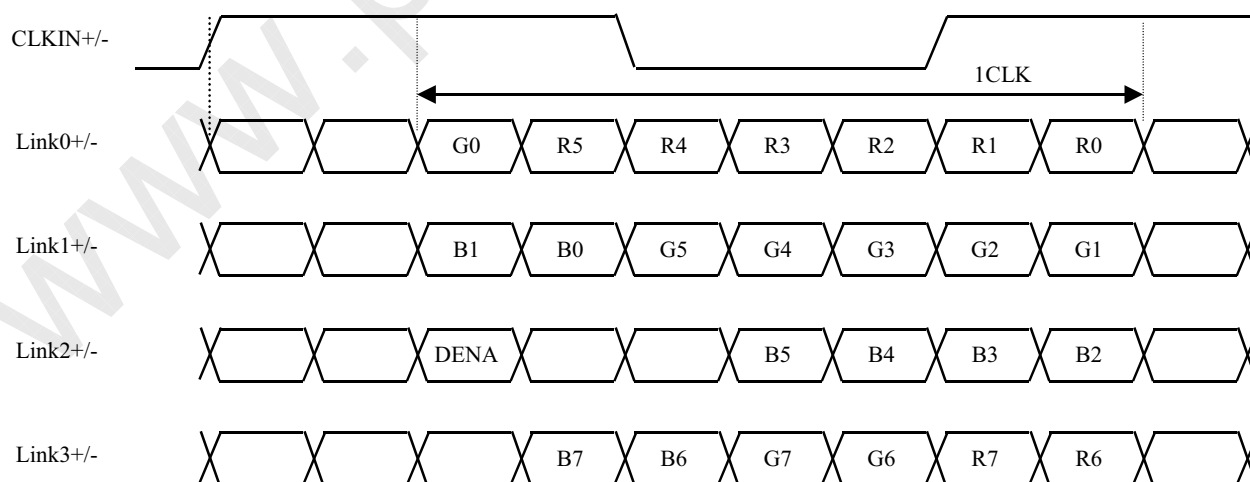 CLKIN+/-
1CLK
Link0+/- G0 R5 R4 R3 R2 R1 R0
Link1+/- B1 B0 G5 G4 G3 G2 G1
Link2+/- DENA B5 B4 B3 B2
Link3+/- B7 B6 G7 G6 R7 R6
www.p